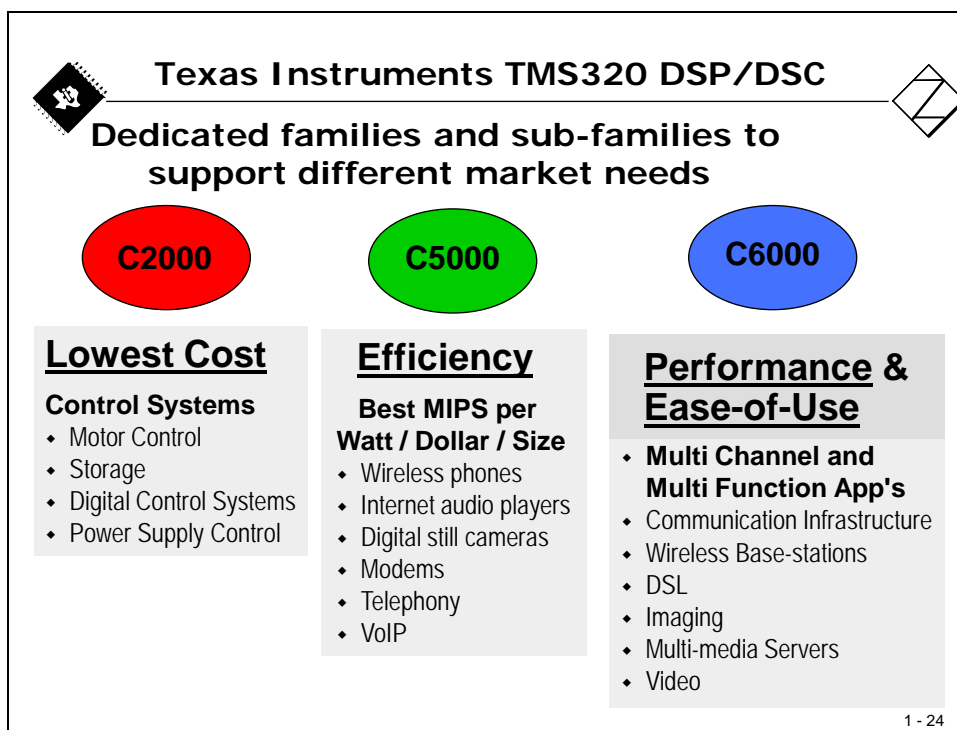 Texas Instruments TMS320 DSP/DSC
Dedicated families and sub-families to
support different market needs
C2000
C5000
C6000
Lowest Cost
Control Systems
Motor Control
Storage
Digital Control Systems
Power Supply Control
Efficiency
Best MIPS per
Watt / Dollar / Size
Wireless phones
Internet audio players
Digital still cameras
Modems
Telephony
VoIP
Performance &
Ease-of-Use
Multi Channel and
Multi Function App's
Communication Infrastructure
Wireless Base-stations
DSL
Imaging
Multi-media Servers
Video
1 - 24